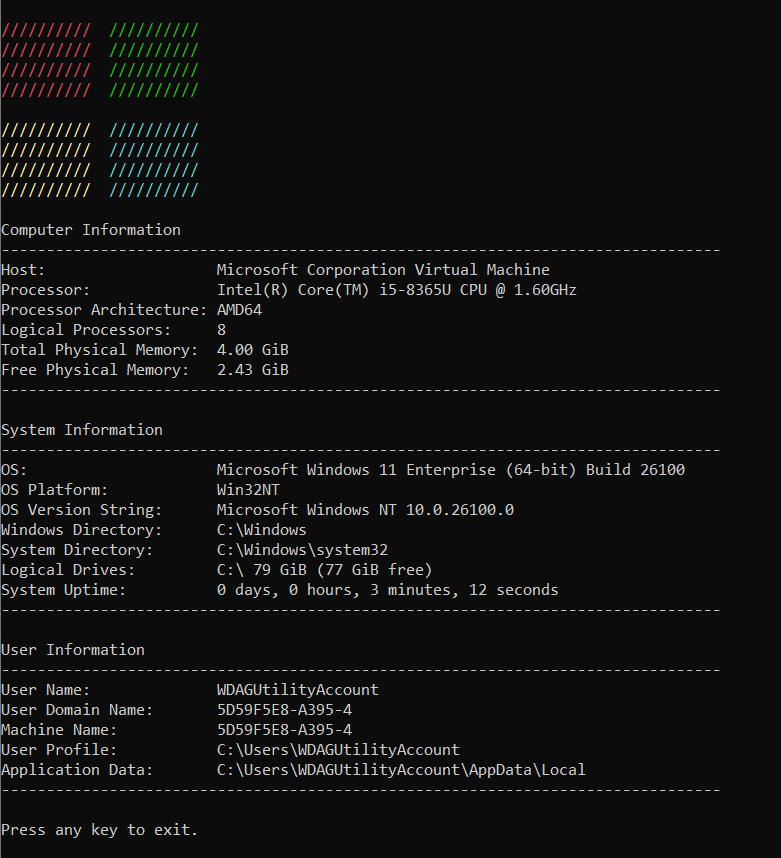 //////////  //////////
//////////  //////////
//////////  //////////
//////////  //////////
//////////  //////////
//////////  //////////
//////////  //////////
//////////  //////////
Computer Information
--------------------------------------------------------------------------------
Host:                   Microsoft Corporation Virtual Machine
Processor:              Intel(R) Core(TM) i5-8365U CPU @ 1.60GHz
Processor Architecture: AMD64
Logical Processors:     8
Total Physical Memory:  4.00 GiB
Free Physical Memory:   2.43 GiB
--------------------------------------------------------------------------------
System Information
--------------------------------------------------------------------------------
OS:                     Microsoft Windows 11 Enterprise (64-bit) Build 26100
OS Platform:            Win32NT
OS Version String:      Microsoft Windows NT 10.0.26100.0
Windows Directory:      C:\Windows
System Directory:       C:\Windows\system32
Logical Drives:         C:\ 79 GiB (77 GiB free)
System Uptime:          0 days, 0 hours, 3 minutes, 12 seconds
--------------------------------------------------------------------------------
User Information
--------------------------------------------------------------------------------
User Name:              WDAGUtilityAccount
User Domain Name:       5D59F5E8-A395-4
Machine Name:           5D59F5E8-A395-4
User Profile:           C:\Users\WDAGUtilityAccount
Application Data:       C:\Users\WDAGUtilityAccount\AppData\Local
--------------------------------------------------------------------------------
Press any key to exit.